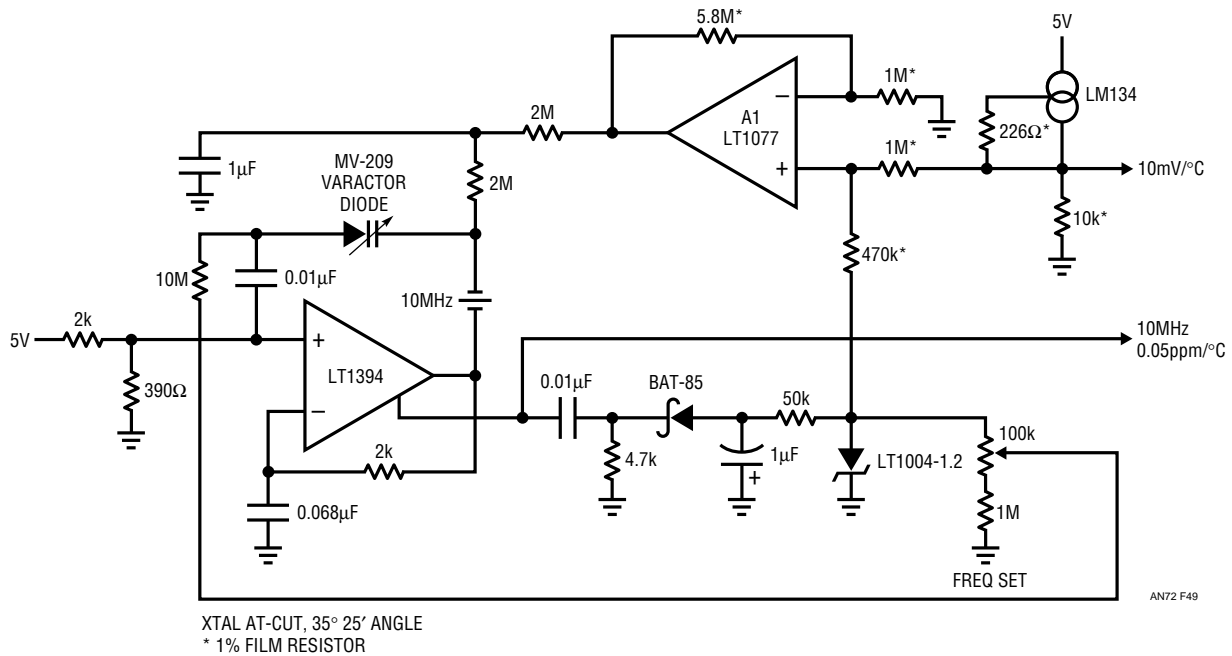 5.8M*
5V
1M*
LM134
2M
A1
LT1077
226Ω*
1M*
10mV/°C
1µF
MV-209
VARACTOR
DIODE
2M
10k*
470k*
10M
0.01µF
10MHz
2k
5V
10MHz
0.05ppm/°C
LT1394
390Ω
0.01µF
BAT-85
50k
100k
4.7k
1µF
LT1004-1.2
2k
1M
0.068µF
FREQ SET
AN72 F49
XTAL AT-CUT, 35° 25′ ANGLE
* 1% FILM RESISTOR